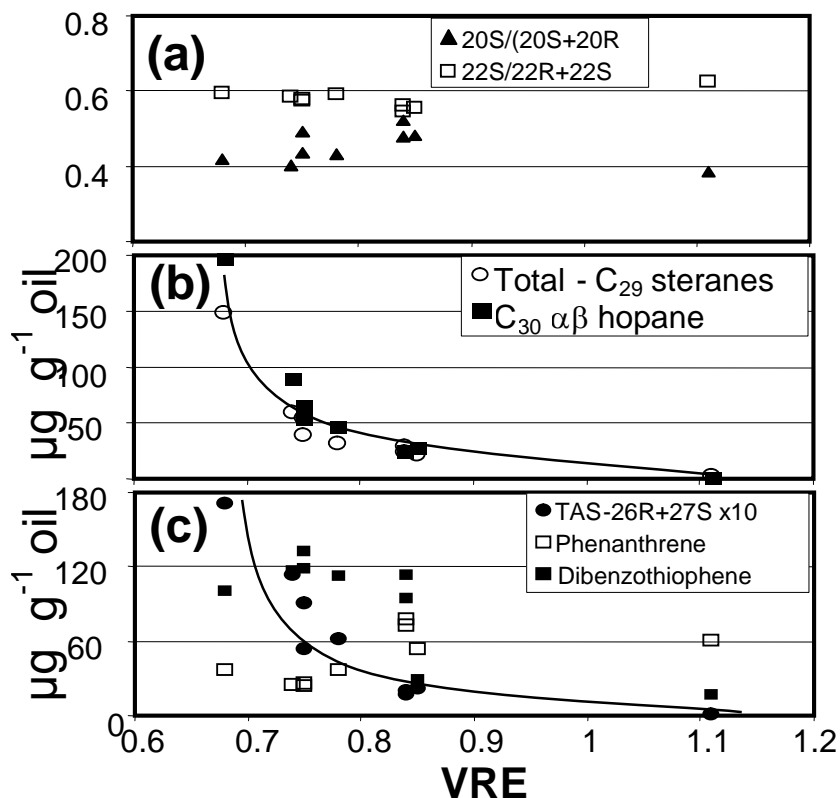 0.8
(a)
20S/(20S+20R
22S/22R+22S
0.6
0.4
200
(b)
Total - C29 steranes
C30 αβ hopane
150
100
50
µg g-1 oil
180
(c)
TAS-26R+27S x10
Phenanthrene
Dibenzothiophene
120
60
0
µg g-1 oil
0.6 0.7 0.8 0.9 1 1.1 1.2
VRE